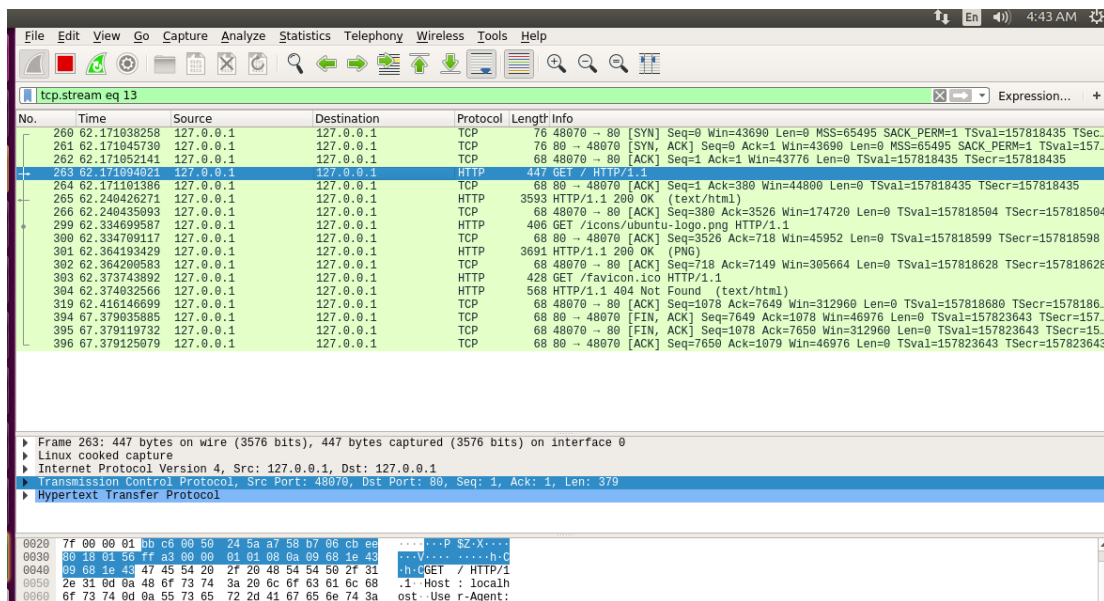 En 4:43 AM
File Edit View Go Capture Analyze Statistics Telephony Wireless Tools Help
tcp.stream eq 13 Expression... +
No. Time Source Destination Protocol Length Info
260 62.171038258 127.0.0.1 127.0.0.1 TCP 76 48070 → 80 [SYN] Seq=0 Win=43690 Len=0 MSS=65495 SACK_PERM=1 TSval=157818435 TSec…
261 62.171045730 127.0.0.1 127.0.0.1 TCP 76 80 → 48070 [SYN, ACK] Seq=0 Ack=1 Win=43690 Len=0 MSS=65495 SACK_PERM=1 TSval=157…
262 62.171052141 127.0.0.1 127.0.0.1 TCP 68 48070 → 80 [ACK] Seq=1 Ack=1 Win=43776 Len=0 TSval=157818435 TSecr=157818435
263 62.171094021 127.0.0.1 127.0.0.1 HTTP 447 GET / HTTP/1.1
264 62.171101386 127.0.0.1 127.0.0.1 TCP 68 80 → 48070 [ACK] Seq=1 Ack=380 Win=44800 Len=0 TSval=157818435 TSecr=157818435
265 62.240426271 127.0.0.1 127.0.0.1 HTTP 3593 HTTP/1.1 200 OK (text/html)
266 62.240435093 127.0.0.1 127.0.0.1 TCP 68 48070 → 80 [ACK] Seq=380 Ack=3526 Win=174720 Len=0 TSval=157818504 TSecr=157818504
299 62.334699587 127.0.0.1 127.0.0.1 HTTP 406 GET /icons/ubuntu-logo.png HTTP/1.1
300 62.334709117 127.0.0.1 127.0.0.1 TCP 68 80 → 48070 [ACK] Seq=3526 Ack=718 Win=45952 Len=0 TSval=157818599 TSecr=157818598
301 62.364193429 127.0.0.1 127.0.0.1 HTTP 3691 HTTP/1.1 200 OK (PNG)
302 62.364200583 127.0.0.1 127.0.0.1 TCP 68 48070 → 80 [ACK] Seq=718 Ack=7149 Win=305664 Len=0 TSval=157818628 TSecr=157818628
303 62.373743892 127.0.0.1 127.0.0.1 HTTP 428 GET /favicon.ico HTTP/1.1
304 62.374032566 127.0.0.1 127.0.0.1 HTTP 568 HTTP/1.1 404 Not Found (text/html)
319 62.416146699 127.0.0.1 127.0.0.1 TCP 68 48070 → 80 [ACK] Seq=1078 Ack=7649 Win=312960 Len=0 TSval=157818680 TSecr=1578186…
394 67.379035885 127.0.0.1 127.0.0.1 TCP 68 80 → 48070 [FIN, ACK] Seq=7649 Ack=1078 Win=46976 Len=0 TSval=157823643 TSecr=157…
395 67.379119732 127.0.0.1 127.0.0.1 TCP 68 48070 → 80 [FIN, ACK] Seq=1078 Ack=7650 Win=312960 Len=0 TSval=157823643 TSecr=15…
396 67.379125079 127.0.0.1 127.0.0.1 TCP 68 80 → 48070 [ACK] Seq=7650 Ack=1079 Win=46976 Len=0 TSval=157823643 TSecr=157823643
Frame 263: 447 bytes on wire (3576 bits), 447 bytes captured (3576 bits) on interface 0
Linux cooked capture
Internet Protocol Version 4, Src: 127.0.0.1, Dst: 127.0.0.1
Transmission Control Protocol, Src Port: 48070, Dst Port: 80, Seq: 1, Ack: 1, Len: 379
Hypertext Transfer Protocol
0020 7f 00 00 01 bb c6 00 50 24 5a a7 58 b7 06 cb ee ·······P $Z·X····
0030 80 18 01 56 ff a3 00 00 01 01 08 0a 09 68 1e 43 ···V···· ·····h·C
0040 09 68 1e 43 47 45 54 20 2f 20 48 54 54 50 2f 31 ·h·CGET / HTTP/1
0050 2e 31 0d 0a 48 6f 73 74 3a 20 6c 6f 63 61 6c 68 .1··Host : localh
0060 6f 73 74 0d 0a 55 73 65 72 2d 41 67 65 6e 74 3a ost··Use r-Agent: